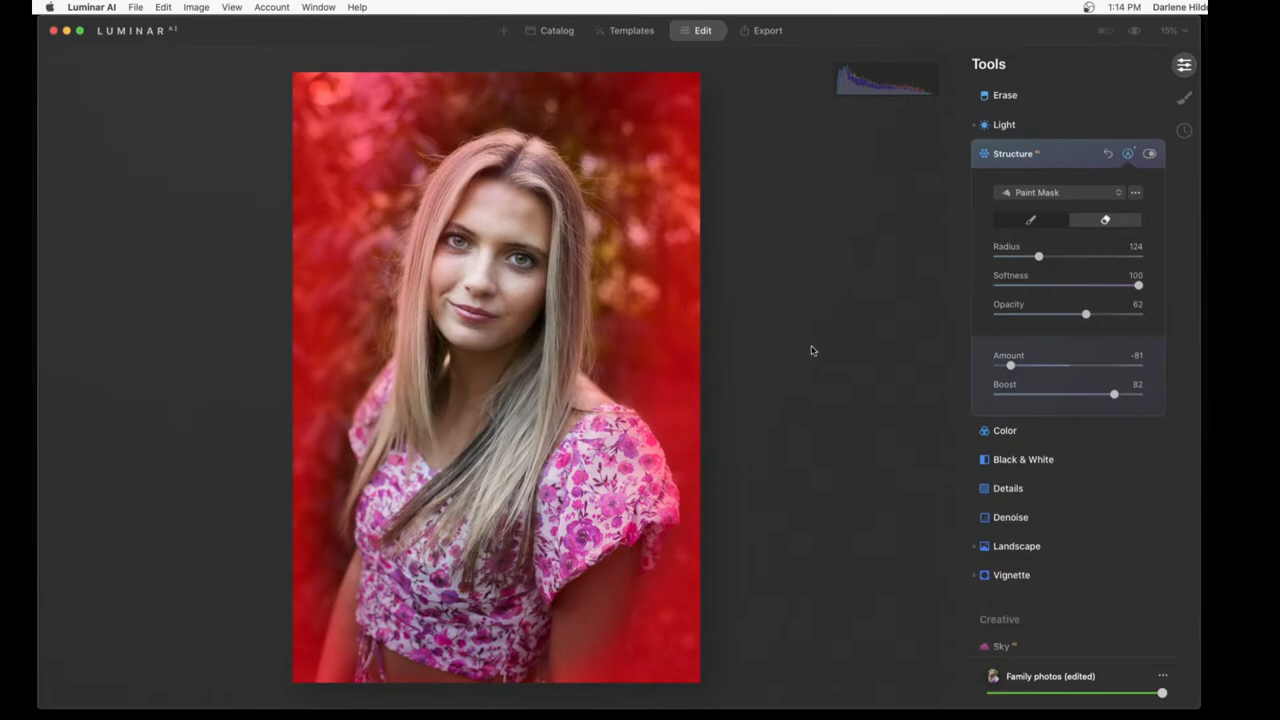 Luminar AI File Edit Image View Account Window Help 1:14 PM Darlene Hild
LUMINAR AI Catalog Templates Edit Export 15%
Tools
Erase
Light
Structure AI
Paint Mask
Radius 124
Softness 100
Opacity 62
Amount -81
Boost 82
Color
Black & White
Details
Denoise
Landscape
Vignette
Creative
Sky AI
Family photos (edited)